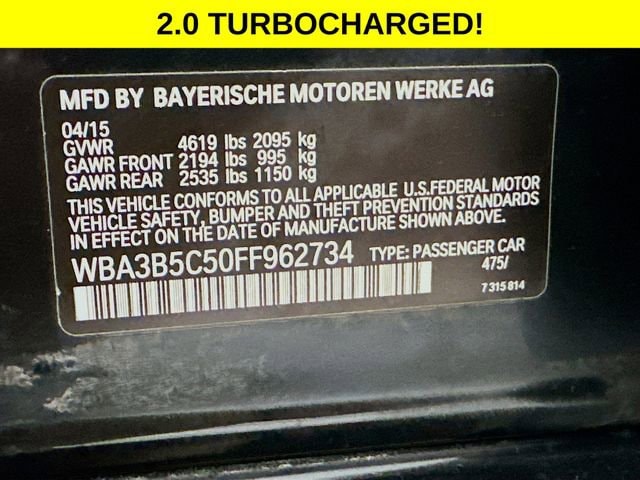 2.0 TURBOCHARGED!
MFD BY BAYERISCHE MOTOREN WERKE AG
04/15
GVWR 4619 lbs 2095 kg
GAWR FRONT 2194 lbs 995 kg
GAWR REAR 2535 lbs 1150 kg
THIS VEHICLE CONFORMS TO ALL APPLICABLE U.S.FEDERAL MOTOR
VEHICLE SAFETY, BUMPER AND THEFT PREVENTION STANDARDS
IN EFFECT ON THE DATE OF MANUFACTURE SHOWN ABOVE.
WBA3B5C50FF962734 TYPE: PASSENGER CAR
475/
7 315 814